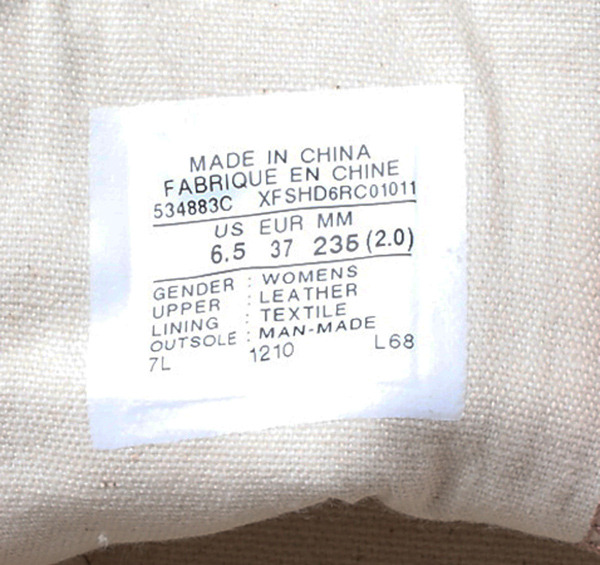 MADE IN CHINA
FABRIQUE EN CHINE
534883C XFSHD6RC01011
US EUR MM
6.5 37 235 (2.0)
GENDER : WOMENS
UPPER : LEATHER
LINING : TEXTILE
OUTSOLE : MAN-MADE
7L 1210 L68